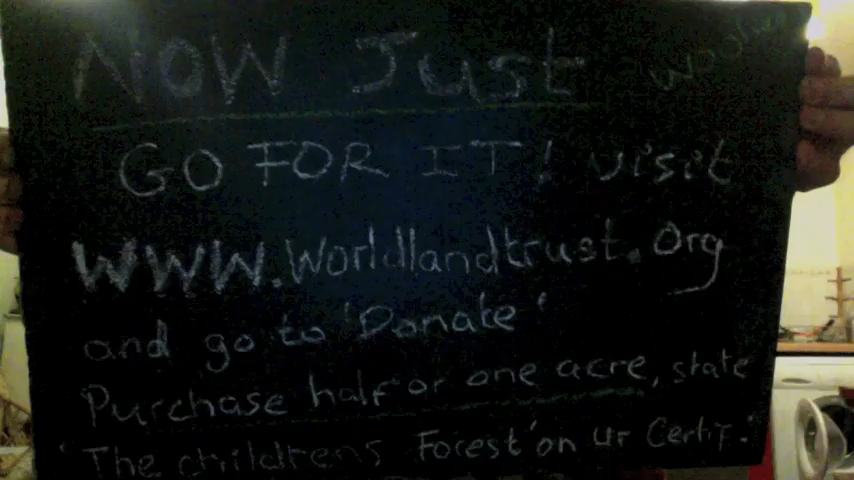 NOW Just
GO FOR IT! visit
WWW.Worldlandtrust.Org
and go to 'Donate'
Purchase half or one acre, state
'The childrens Forest' on ur Certif.